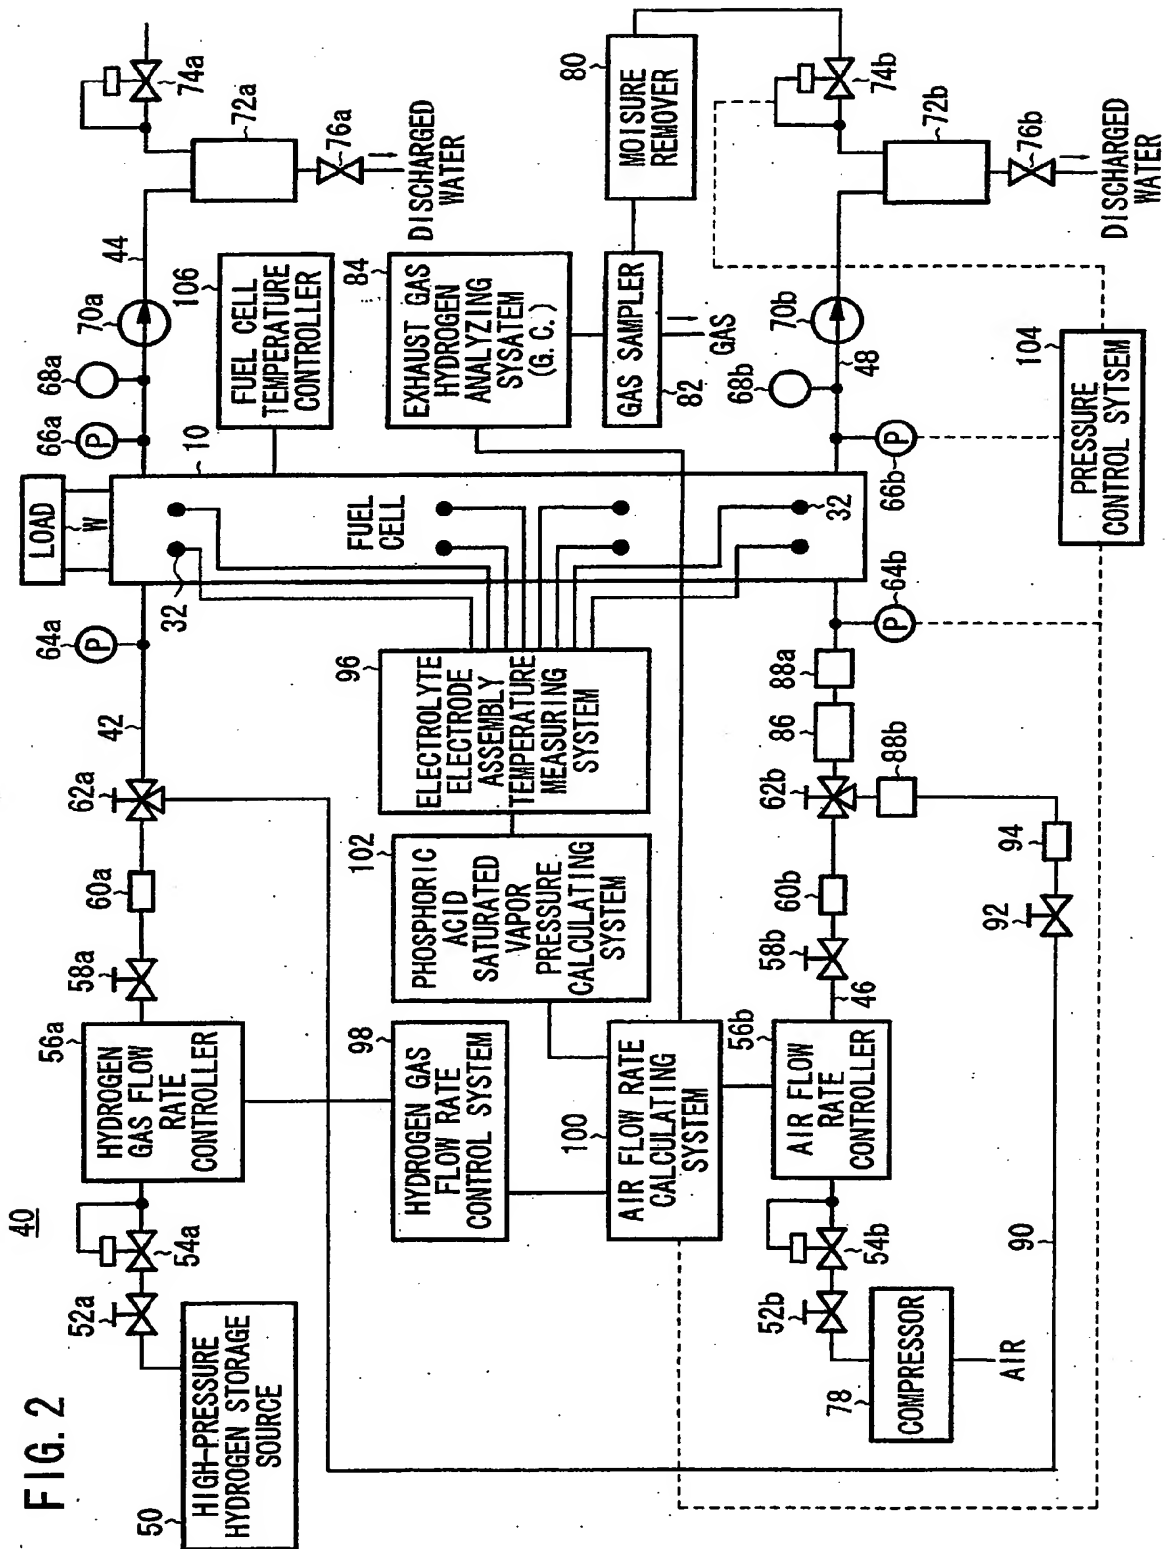 FIG. 2
40
50
HIGH-PRESSURE
HYDROGEN STORAGE
SOURCE
52a
54a
56a
HYDROGEN
GAS FLOW
RATE
CONTROLLER
58a
60a
62a
42
64a
LOAD
W
32
FUEL
CELL
10
66a
P
P
68a
70a
44
72a
74a
76a
DISCHARGED
WATER
106
FUEL CELL
TEMPERATURE
CONTROLLER
84
EXHAUST GAS
HYDROGEN
ANALYZING
SYSATEM
(G. C.)
80
MOISURE
REMOVER
GAS SAMPLER
82
GAS
96
ELECTROLYTE
ELECTRODE
ASSEMBLY
TEMPERATURE
MEASURING
SYSTEM
102
PHOSPHORIC
ACID
SATURATED
VAPOR
PRESSURE
CALCULATING
SYSTEM
98
HYDROGEN GAS
FLOW RATE
CONTROL SYSTEM
100
AIR FLOW RATE
CALCULATING
SYSTEM
78
COMPRESSOR
AIR
52b
54b
56b
AIR FLOW
RATE
CONTROLLER
46
58b
60b
62b
86
88a
88b
64b
P
32
66b
P
68b
48
70b
72b
74b
76b
DISCHARGED
WATER
90
92
94
104
PRESSURE
CONTROL SYTSEM